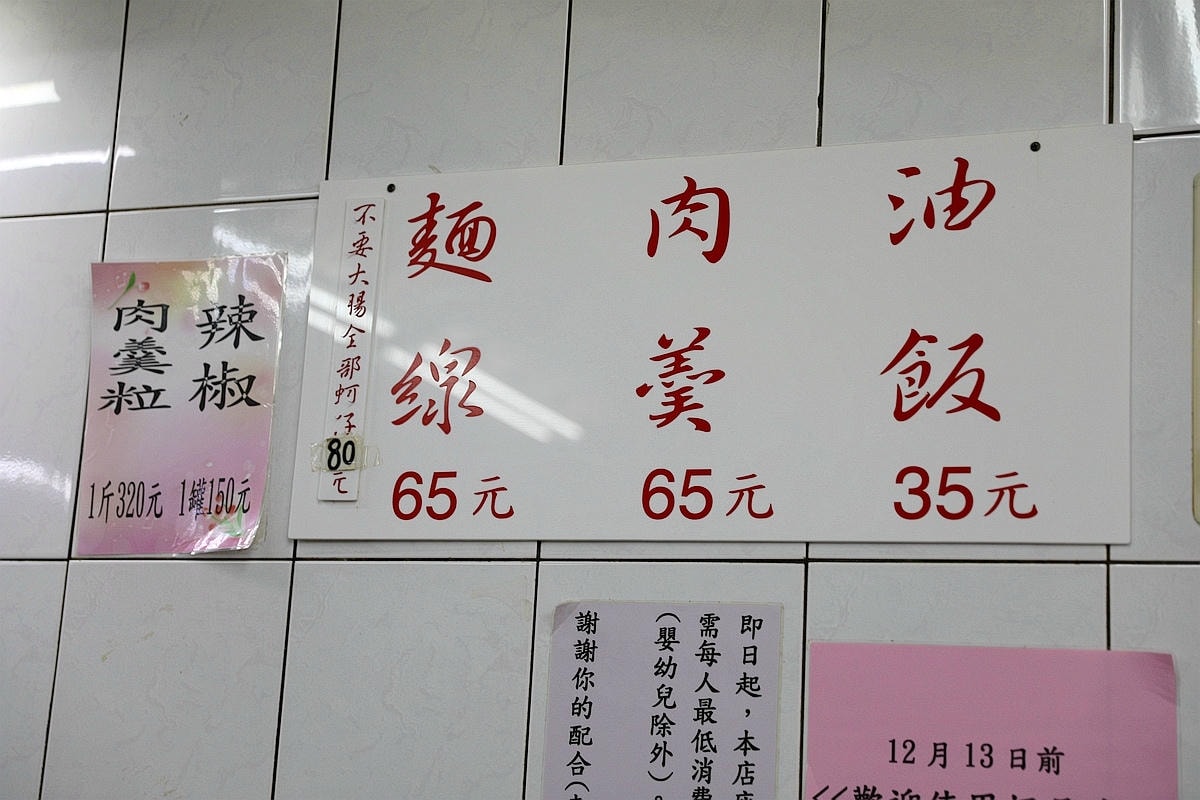 油飯
35元
肉羹
65元
麵線
65元
不要大腸全部蚵仔
80
元
辣椒
1罐150元
肉羹粒
1斤320元
即日起，本店
需每人最低消費
（嬰幼兒除外）。
謝謝你的配合
12月13日前